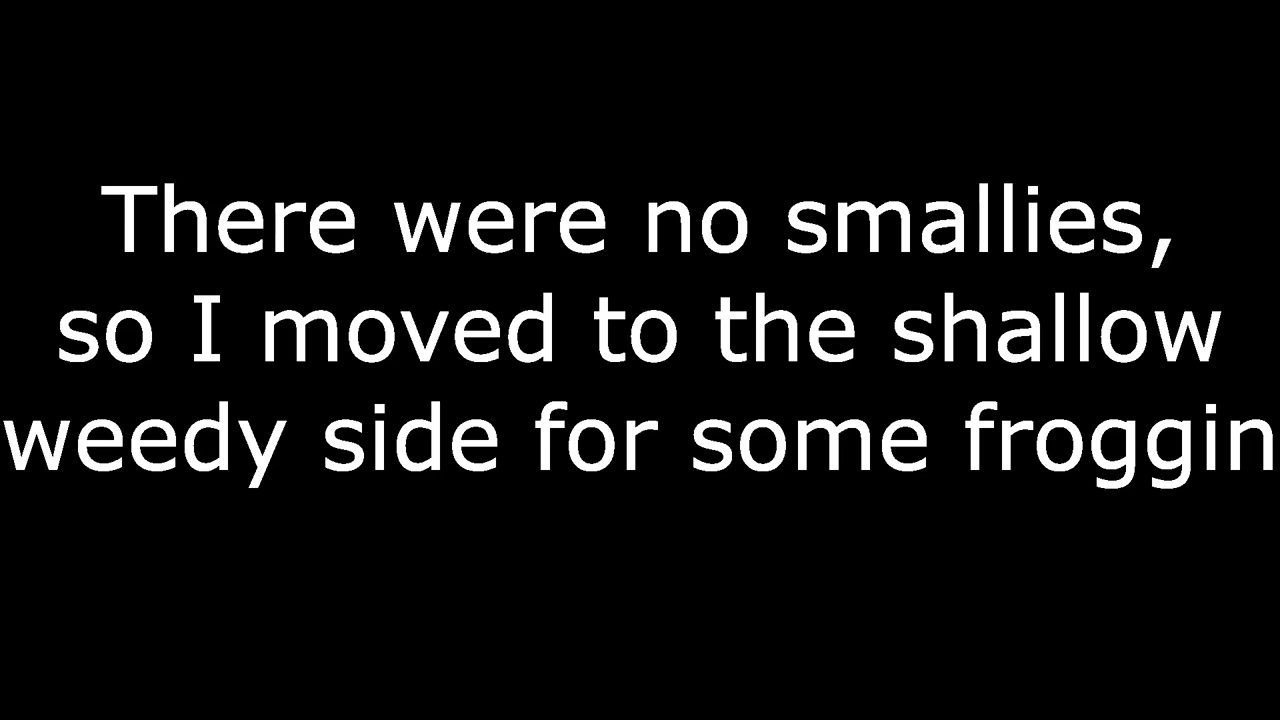 There were no smallies,
so I moved to the shallow
weedy side for some froggin